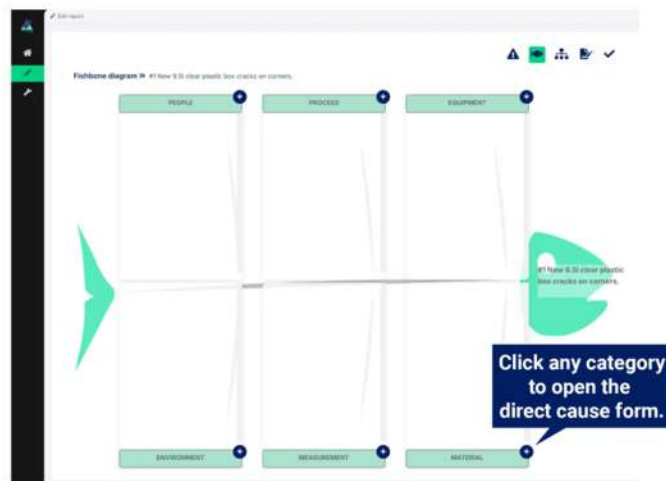 Edit report
Fishbone diagram » #1 New 9.5l clear plastic box cracks on corners.
PEOPLE
PROCEED
EQUIPMENT
#1 New 9.5l clear plastic
box cracks on corners.
Click any category
to open the
direct cause form.
ENVIRONMENT
MEASUREMENT
MATERIAL